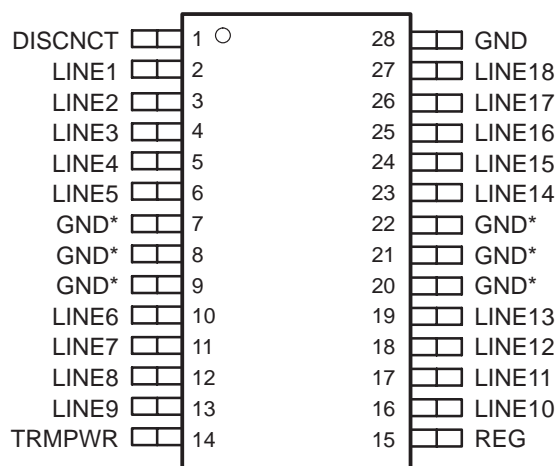 DISCNCT 1 28 GND
LINE1 2 27 LINE18
LINE2 3 26 LINE17
LINE3 4 25 LINE16
LINE4 5 24 LINE15
LINE5 6 23 LINE14
GND* 7 22 GND*
GND* 8 21 GND*
GND* 9 20 GND*
LINE6 10 19 LINE13
LINE7 11 18 LINE12
LINE8 12 17 LINE11
LINE9 13 16 LINE10
TRMPWR 14 15 REG